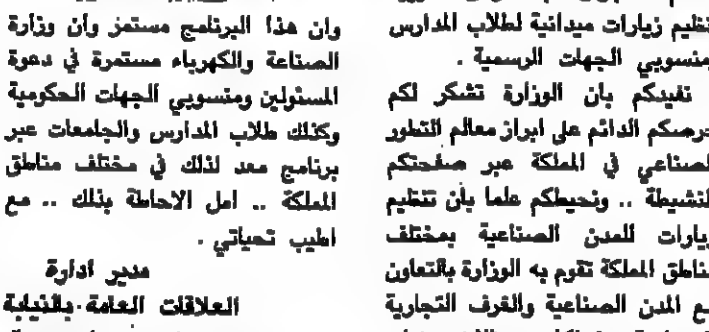 تنظيم زيارات ميدانية لطلاب المدارس
ومنسوبي الجهات الرسمية .
نفيدكم بان الوزارة تشكر لكم
حرصكم الدائم على ابراز معالم التطور
الصناعي في المملكة عبر صفحتكم
النشيطة .. ونحيطكم علما بأن تنظيم
زيارات للمدن الصناعية بمختلف
مناطق المملكة تقوم به الوزارة بالتعاون
مع المدن الصناعية والغرف التجارية
وان هذا البرنامج مستمر وأن وزارة
الصناعة والكهرباء مستمرة في دعوة
المسئولين ومنسوبي الجهات الحكومية
وكذلك طلاب المدارس والجامعات عبر
برنامج معد لذلك في مختلف مناطق
المملكة .. امل الاحاطة بذلك .. مع
اطيب تحياتي .
مدير ادارة
العلاقات العامة بالنيابة